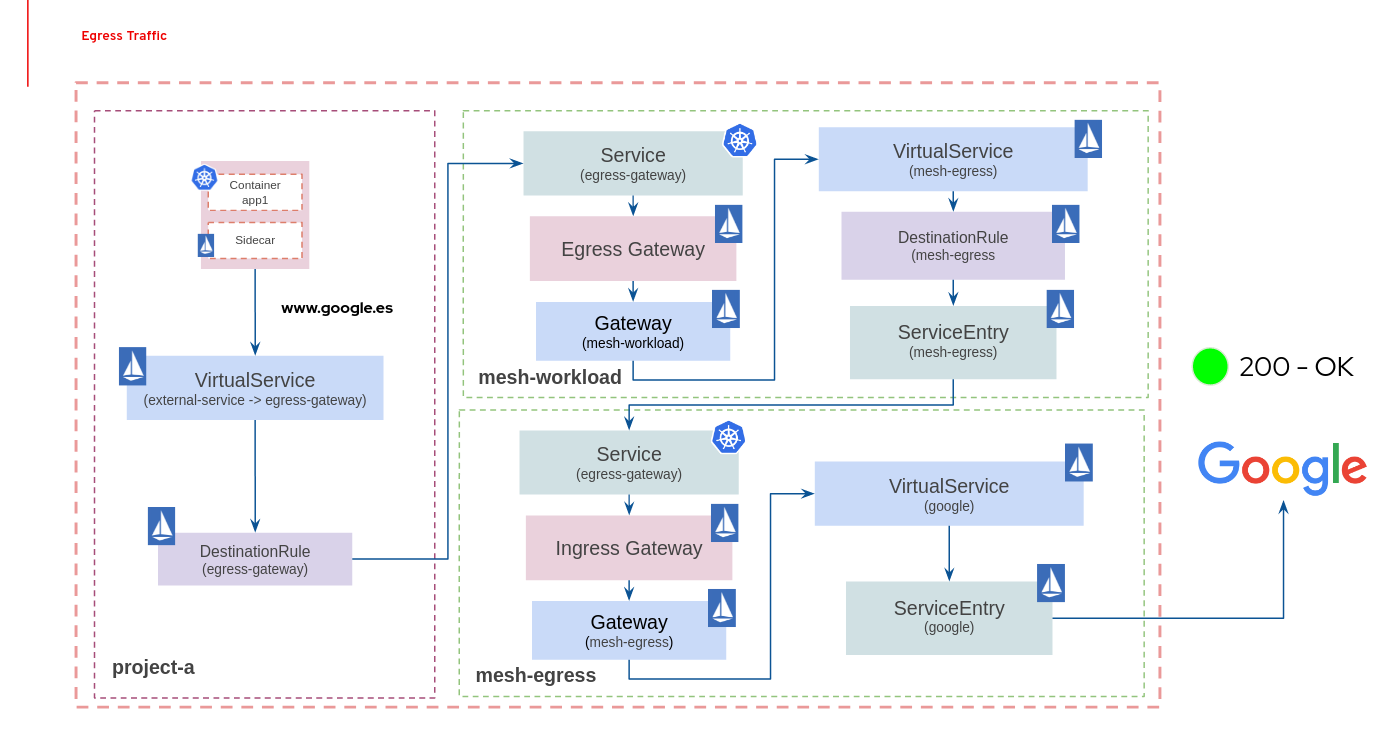 Egress Traffic
Container
app1
Sidecar
www.google.es
VirtualService
(external-service -> egress-gateway)
DestinationRule
(egress-gateway)
project-a
Service
(egress-gateway)
Egress Gateway
Gateway
(mesh-workload)
mesh-workload
VirtualService
(mesh-egress)
DestinationRule
(mesh-egress
ServiceEntry
(mesh-egress)
Service
(egress-gateway)
Ingress Gateway
Gateway
(mesh-egress)
mesh-egress
VirtualService
(google)
ServiceEntry
(google)
200 – OK
Google